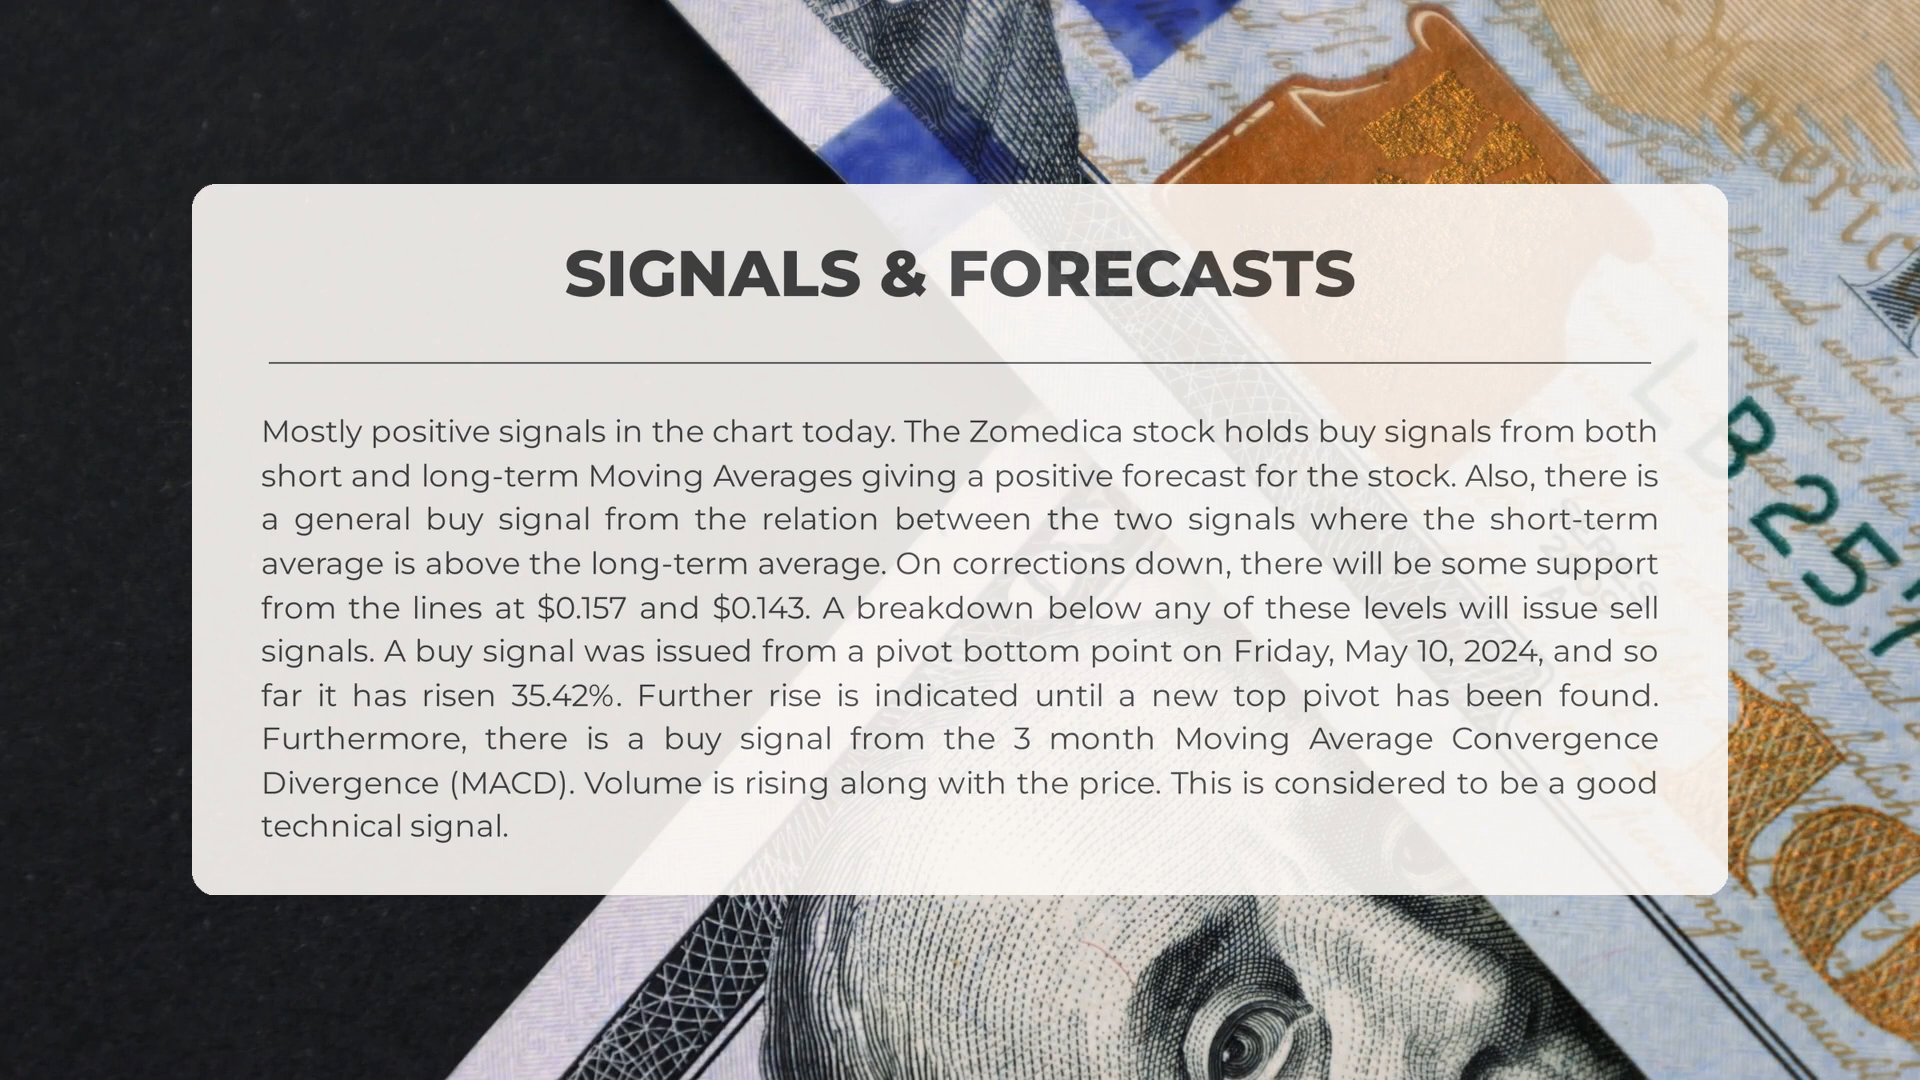 SIGNALS & FORECASTS
Mostly positive signals in the chart today. The Zomedica stock holds buy signals from both
short and long-term Moving Averages giving a positive forecast for the stock. Also, there is
a general buy signal from the relation between the two signals where the short-term
average is above the long-term average. On corrections down, there will be some support
from the lines at $0.157 and $0.143. A breakdown below any of these levels will issue sell
signals. A buy signal was issued from a pivot bottom point on Friday, May 10, 2024, and so
far it has risen 35.42%. Further rise is indicated until a new top pivot has been found.
Furthermore, there is a buy signal from the 3 month Moving Average Convergence
Divergence (MACD). Volume is rising along with the price. This is considered to be a good
technical signal.